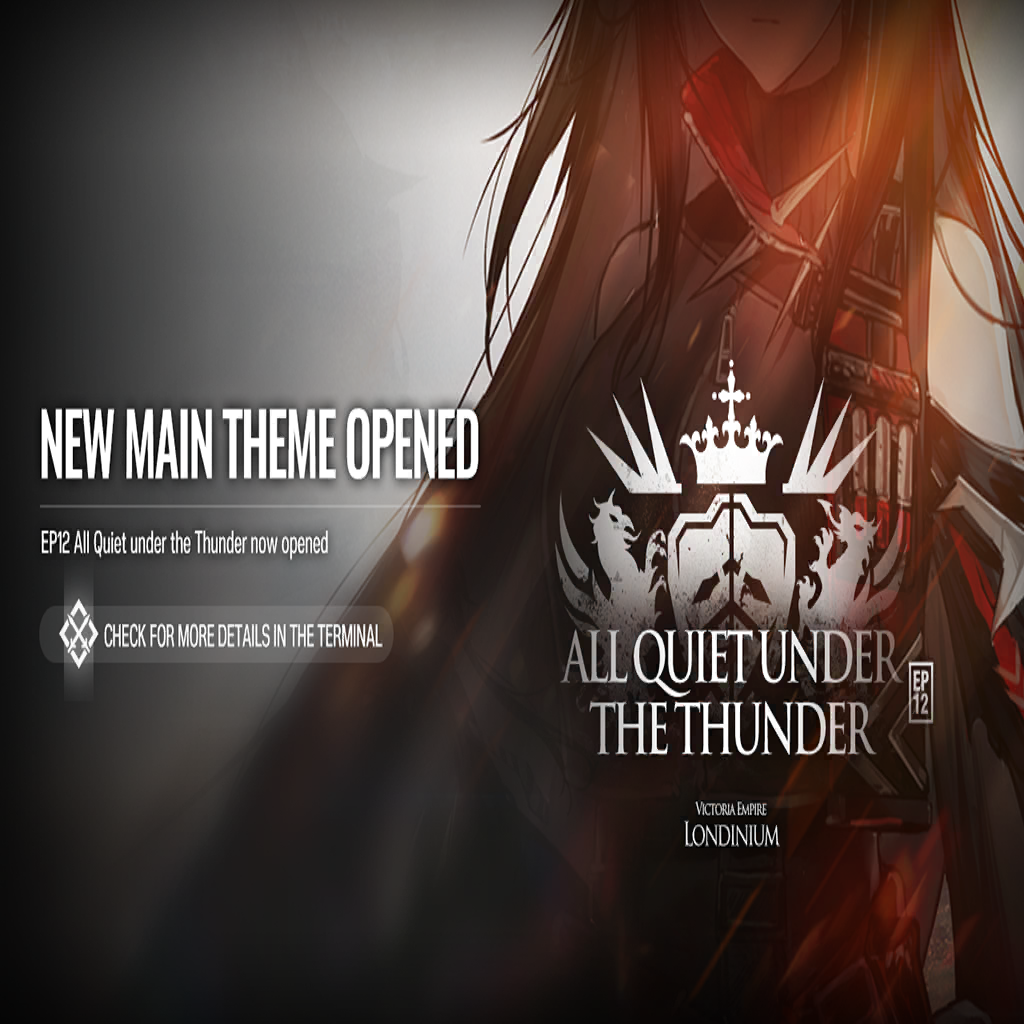 NEW MAIN THEME OPENED
EP12 All Quiet under the Thunder now opened
CHECK FOR MORE DETAILS IN THE TERMINAL
ALL QUIET UNDER
THE THUNDER
EP
12
VICTORIA EMPIRE
LONDINIUM